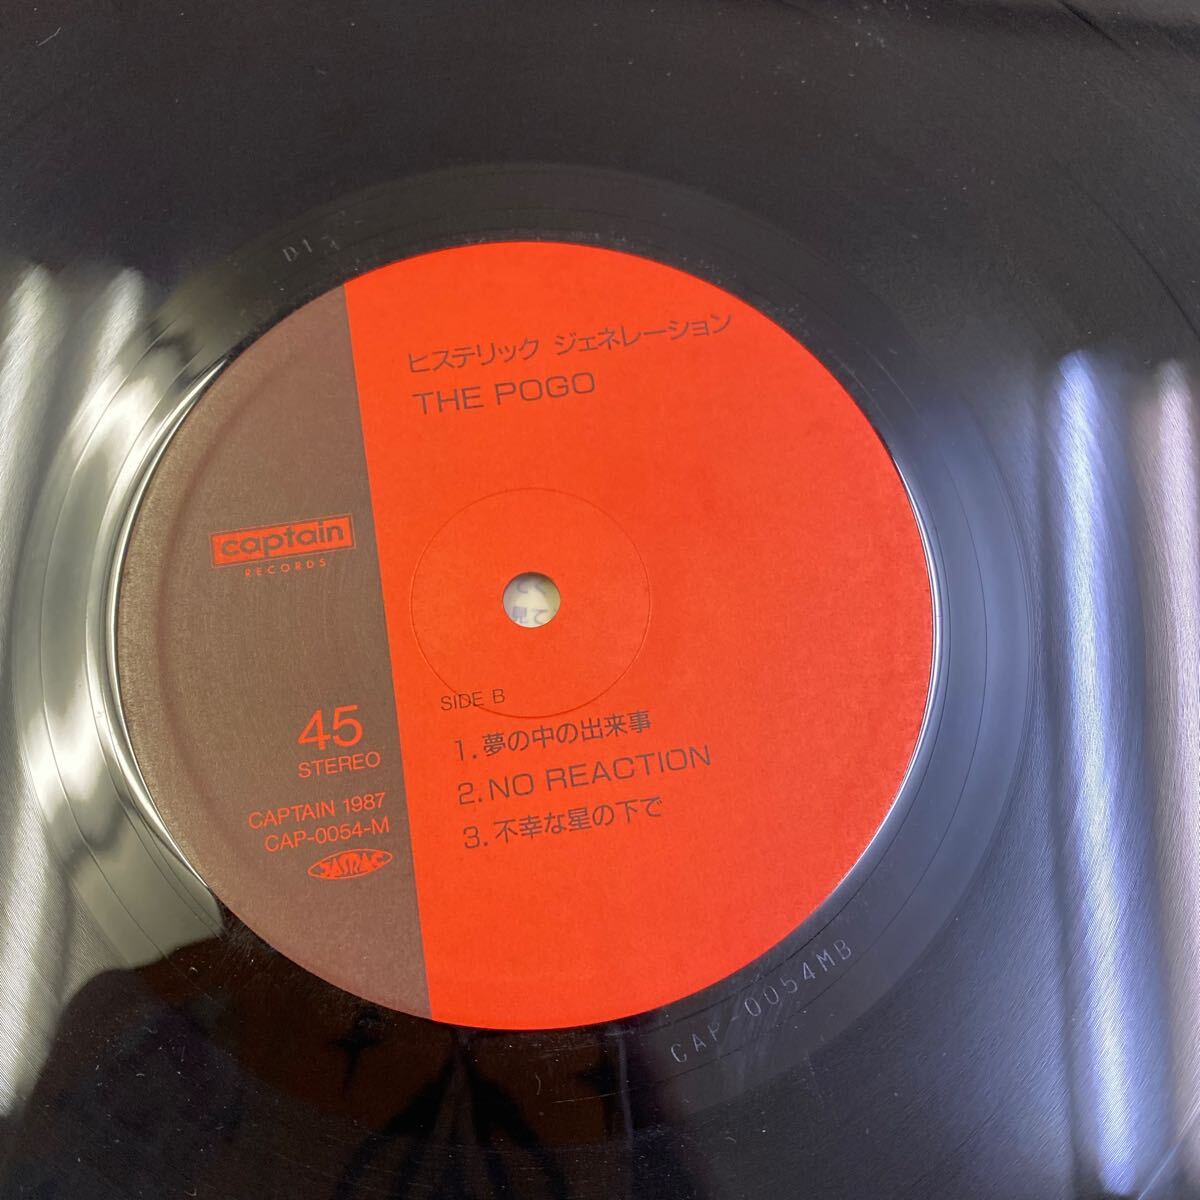 D1
ヒステリック ジェネレーション
THE POGO
captain
RECORDS
SIDE B
1. 夢の中の出来事
2. NO REACTION
3. 不幸な星の下で
45
STEREO
CAPTAIN 1987
CAP-0054-M
JASRAC
CAP-0054MB